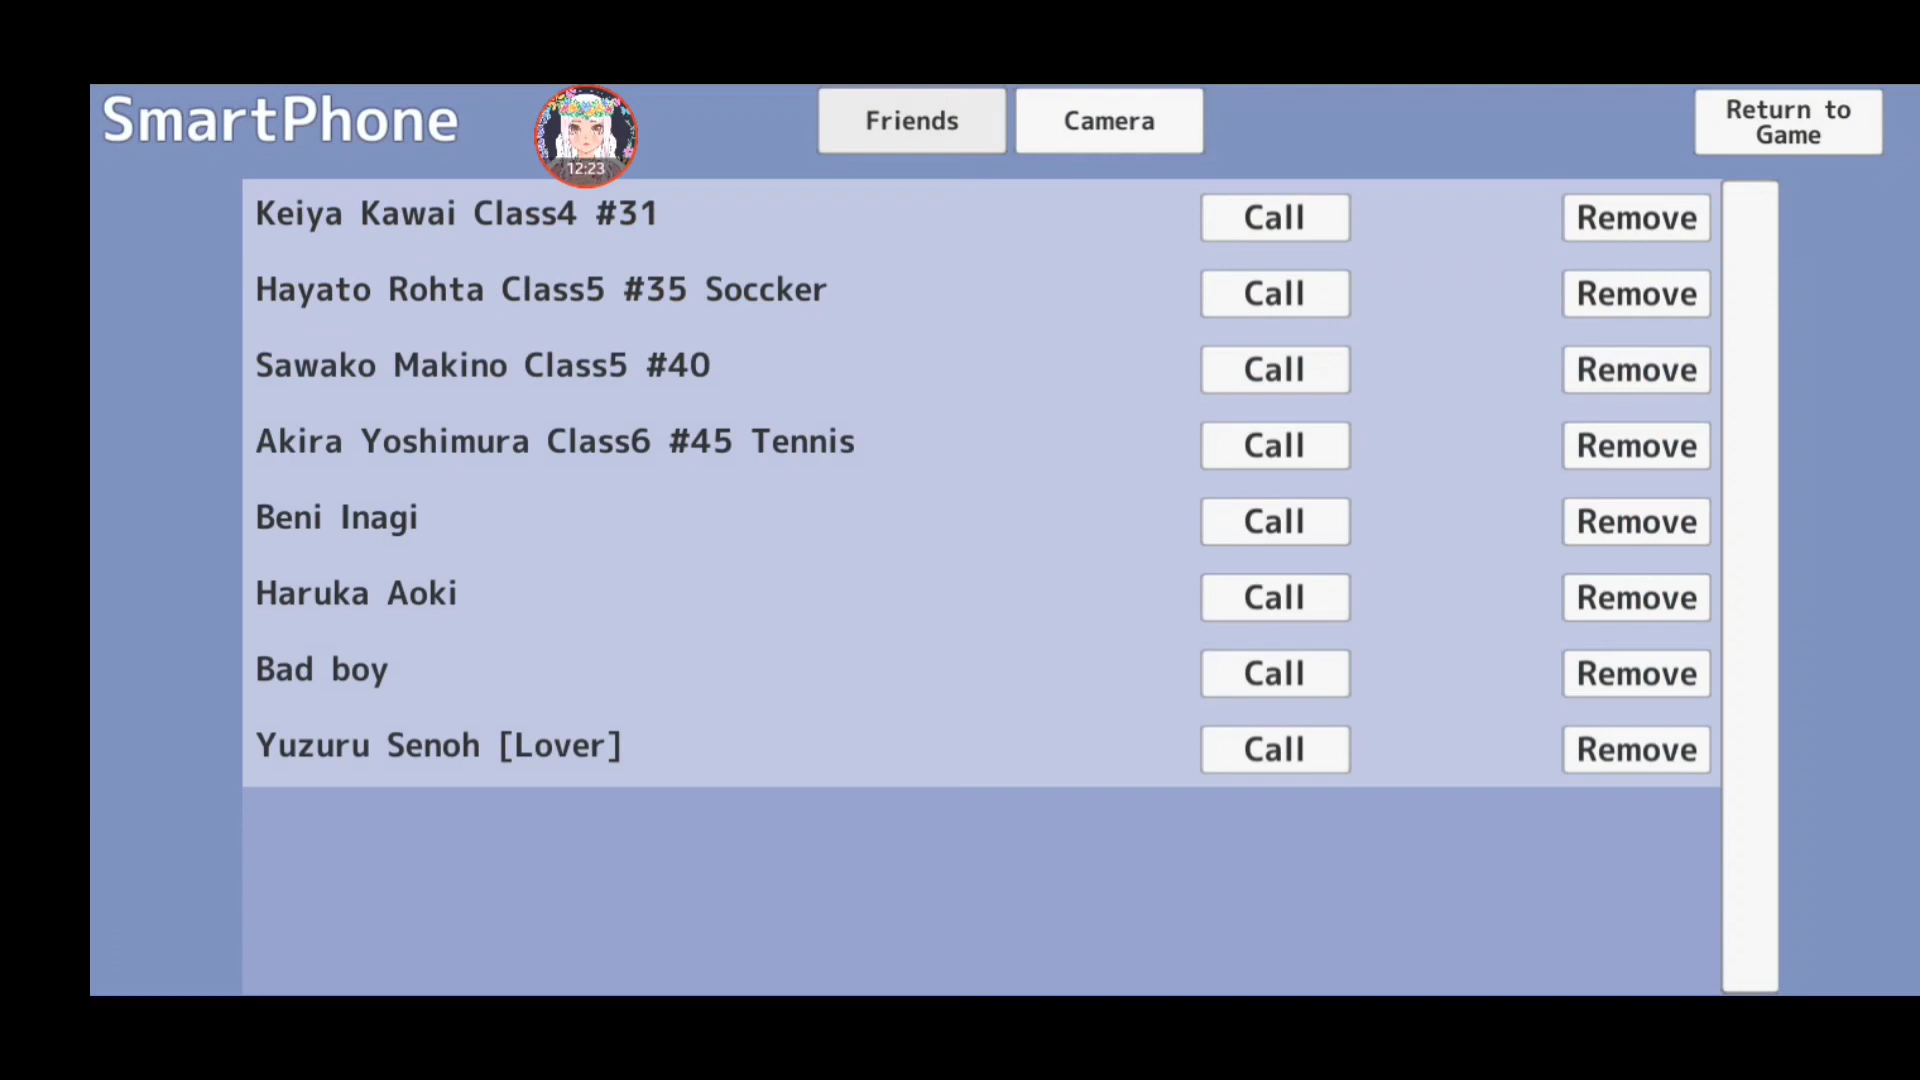 SmartPhone
12:23
Friends
Camera
Return to
Game
Keiya Kawai Class4 #31 Call Remove
Hayato Rohta Class5 #35 Soccker Call Remove
Sawako Makino Class5 #40 Call Remove
Akira Yoshimura Class6 #45 Tennis Call Remove
Beni Inagi Call Remove
Haruka Aoki Call Remove
Bad boy Call Remove
Yuzuru Senoh [Lover] Call Remove